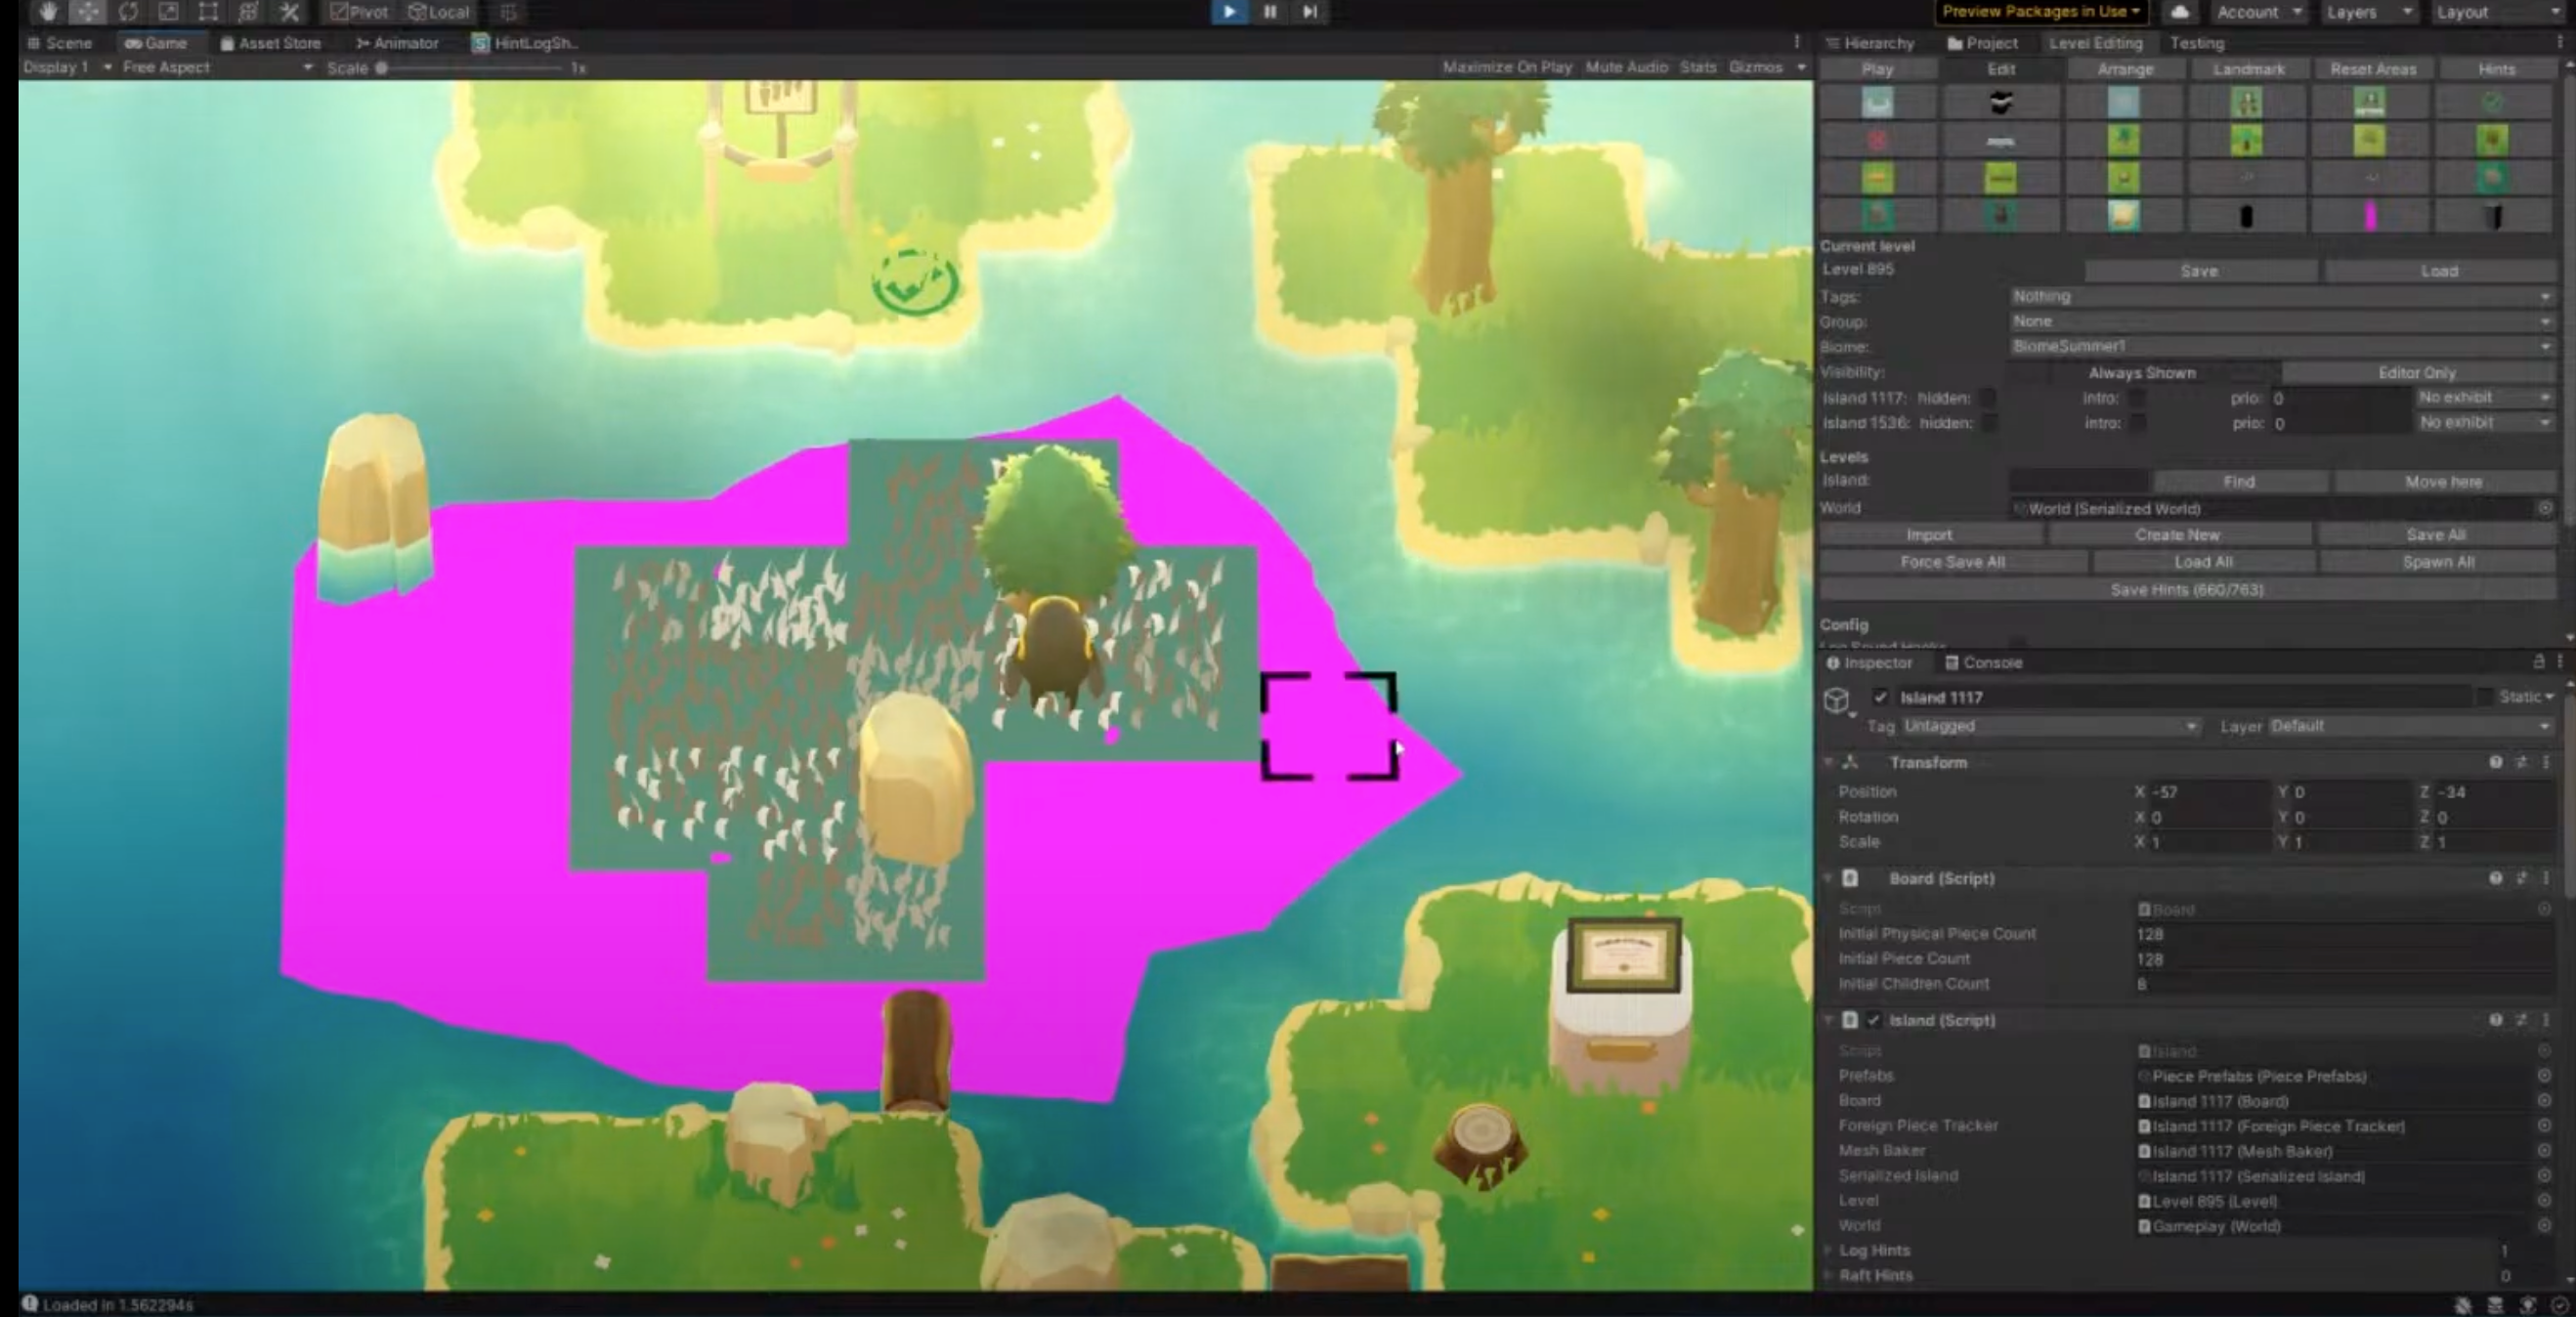 Pivot Local
Preview Packages in Use Account Layers Layout
Scene Game Asset Store Animator HintLogSh..
Hierarchy Project Level Editing Testing
Display 1 Free Aspect Scale 1x Maximize On Play Mute Audio Stats Gizmos
Play Edit Arrange Landmark Reset Areas Hints
Current level
Level 895 Save Load
Tags: Nothing
Group: None
Biome: BiomeSummer1
Visibility: Always Shown Editor Only
Island 1117: hidden: intro: prio: 0 No exhibit
Island 1536: hidden: intro: prio: 0 No exhibit
Levels
Island: Find Move here
World World (Serialized World)
Import Create New Save All
Force Save All Load All Spawn All
Save Hints (660/763)
Config
Inspector Console
Island 1117 Static
Tag Untagged Layer Default
Transform
Position X -57 Y 0 Z -34
Rotation X 0 Y 0 Z 0
Scale X 1 Y 1 Z 1
Board (Script)
Script Board
Initial Physical Piece Count 128
Initial Piece Count 128
Initial Children Count 8
Island (Script)
Script Island
Prefabs Piece Prefabs (Piece Prefabs)
Board Island 1117 (Board)
Foreign Piece Tracker Island 1117 (Foreign Piece Tracker)
Mesh Baker Island 1117 (Mesh Baker)
Serialized Island Island 1117 (Serialized Island)
Level Level 895 (Level)
World Gameplay (World)
Log Hints 1
Raft Hints 0
Loaded in 1.562294s